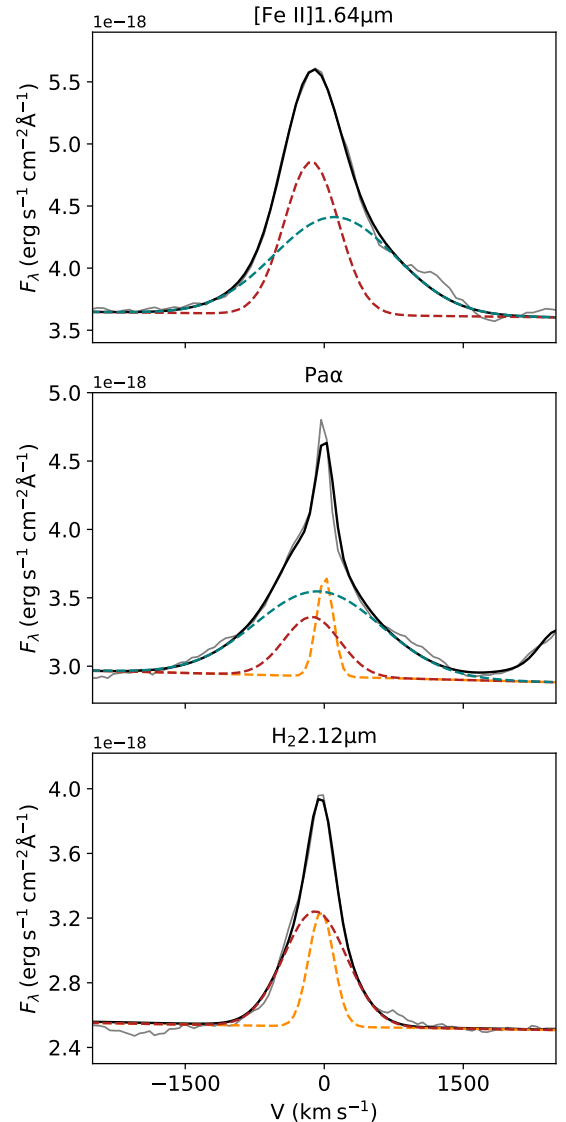 [Fe II]1.64μm
1e−18
5.5
5.0
4.5
4.0
3.5
F_λ (erg s⁻¹ cm⁻²Å⁻¹)
Paα
1e−18
5.0
4.5
4.0
3.5
3.0
F_λ (erg s⁻¹ cm⁻²Å⁻¹)
H₂2.12μm
1e−18
4.0
3.6
3.2
2.8
2.4
F_λ (erg s⁻¹ cm⁻²Å⁻¹)
−1500 0 1500
V (km s⁻¹)